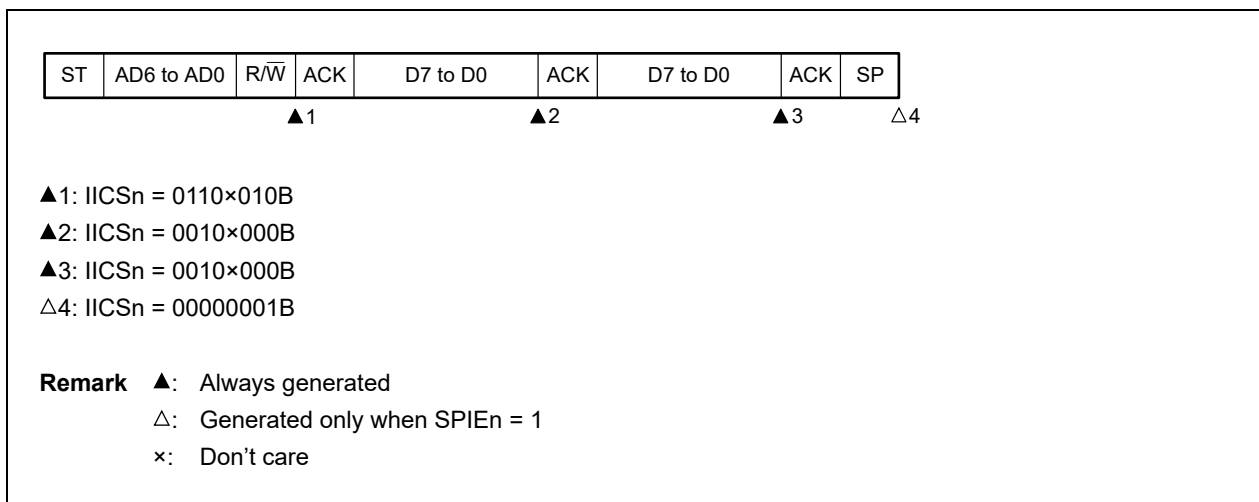 ST AD6 to AD0 R/W̅ ACK D7 to D0 ACK D7 to D0 ACK SP
▲1 ▲2 ▲3 △4
▲1: IICSn = 0110×010B
▲2: IICSn = 0010×000B
▲3: IICSn = 0010×000B
△4: IICSn = 00000001B
Remark ▲: Always generated
△: Generated only when SPIEn = 1
×: Don't care